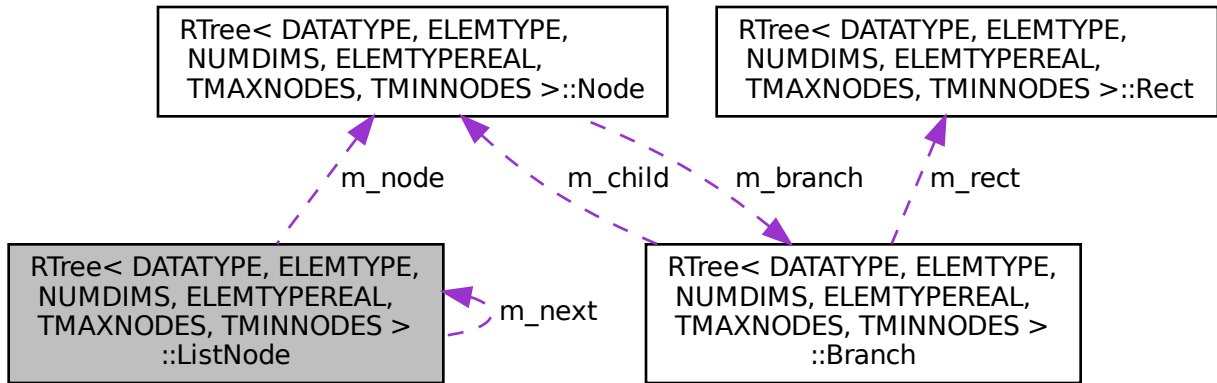 RTree< DATATYPE, ELEMTYPE,
NUMDIMS, ELEMTYPEREAL,
TMAXNODES, TMINNODES >::Node
RTree< DATATYPE, ELEMTYPE,
NUMDIMS, ELEMTYPEREAL,
TMAXNODES, TMINNODES >::Rect
m_node
m_child
m_branch
m_rect
RTree< DATATYPE, ELEMTYPE,
NUMDIMS, ELEMTYPEREAL,
TMAXNODES, TMINNODES >
::ListNode
m_next
RTree< DATATYPE, ELEMTYPE,
NUMDIMS, ELEMTYPEREAL,
TMAXNODES, TMINNODES >
::Branch